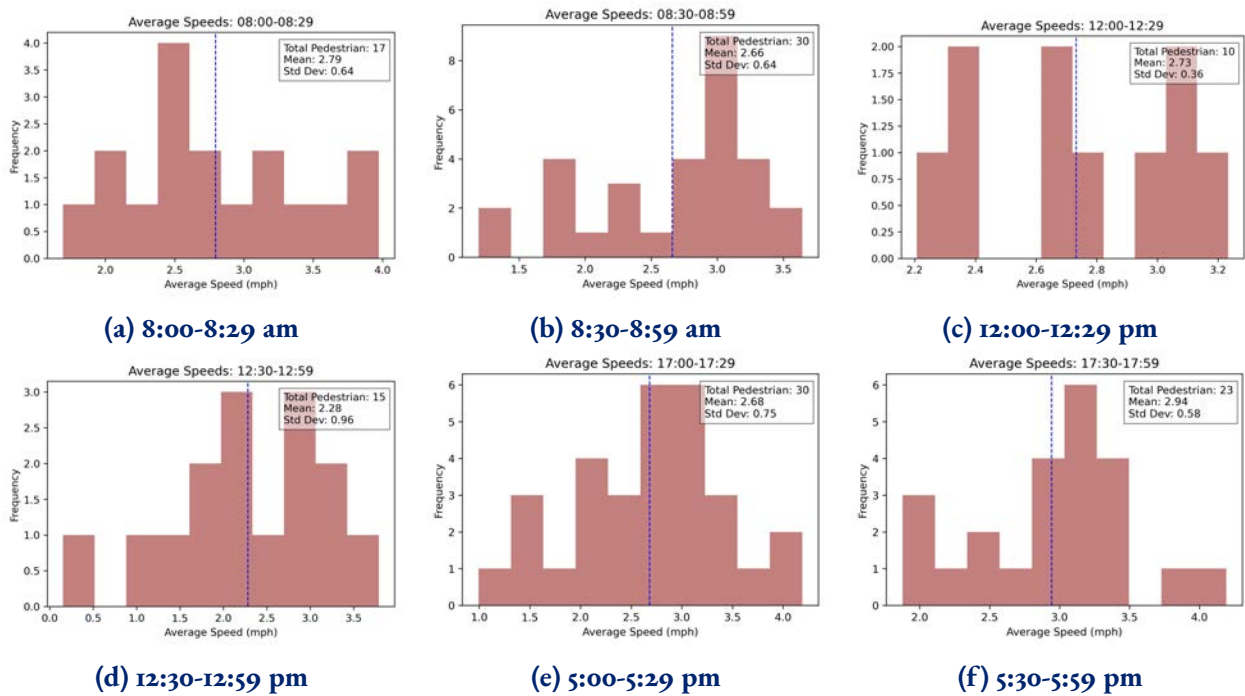 Average Speeds: 08:00-08:29
Total Pedestrian: 17
Mean: 2.79
Std Dev: 0.64
Frequency
4.0
3.5
3.0
2.5
2.0
1.5
1.0
0.5
0.0
2.0 2.5 3.0 3.5 4.0
Average Speed (mph)
(a) 8:00-8:29 am
Average Speeds: 08:30-08:59
Total Pedestrian: 30
Mean: 2.66
Std Dev: 0.64
Frequency
8
6
4
2
0
1.5 2.0 2.5 3.0 3.5
Average Speed (mph)
(b) 8:30-8:59 am
Average Speeds: 12:00-12:29
Total Pedestrian: 10
Mean: 2.73
Std Dev: 0.36
Frequency
2.00
1.75
1.50
1.25
1.00
0.75
0.50
0.25
0.00
2.2 2.4 2.6 2.8 3.0 3.2
Average Speed (mph)
(c) 12:00-12:29 pm
Average Speeds: 12:30-12:59
Total Pedestrian: 15
Mean: 2.28
Std Dev: 0.96
Frequency
3.0
2.5
2.0
1.5
1.0
0.5
0.0
0.0 0.5 1.0 1.5 2.0 2.5 3.0 3.5
Average Speed (mph)
(d) 12:30-12:59 pm
Average Speeds: 17:00-17:29
Total Pedestrian: 30
Mean: 2.68
Std Dev: 0.75
Frequency
6
5
4
3
2
1
0
1.0 1.5 2.0 2.5 3.0 3.5 4.0
Average Speed (mph)
(e) 5:00-5:29 pm
Average Speeds: 17:30-17:59
Total Pedestrian: 23
Mean: 2.94
Std Dev: 0.58
Frequency
6
5
4
3
2
1
0
2.0 2.5 3.0 3.5 4.0
Average Speed (mph)
(f) 5:30-5:59 pm